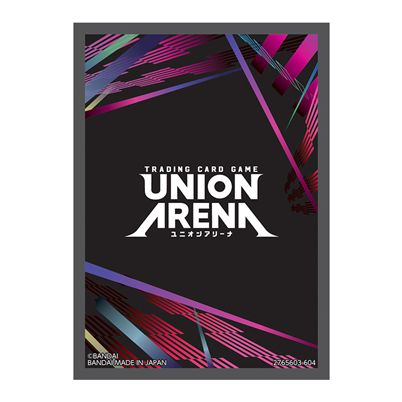 TRADING CARD GAME
UNION
ARENA
ユニオンアリーナ
©BANDAI
BANDAI MADE IN JAPAN 2765603-604